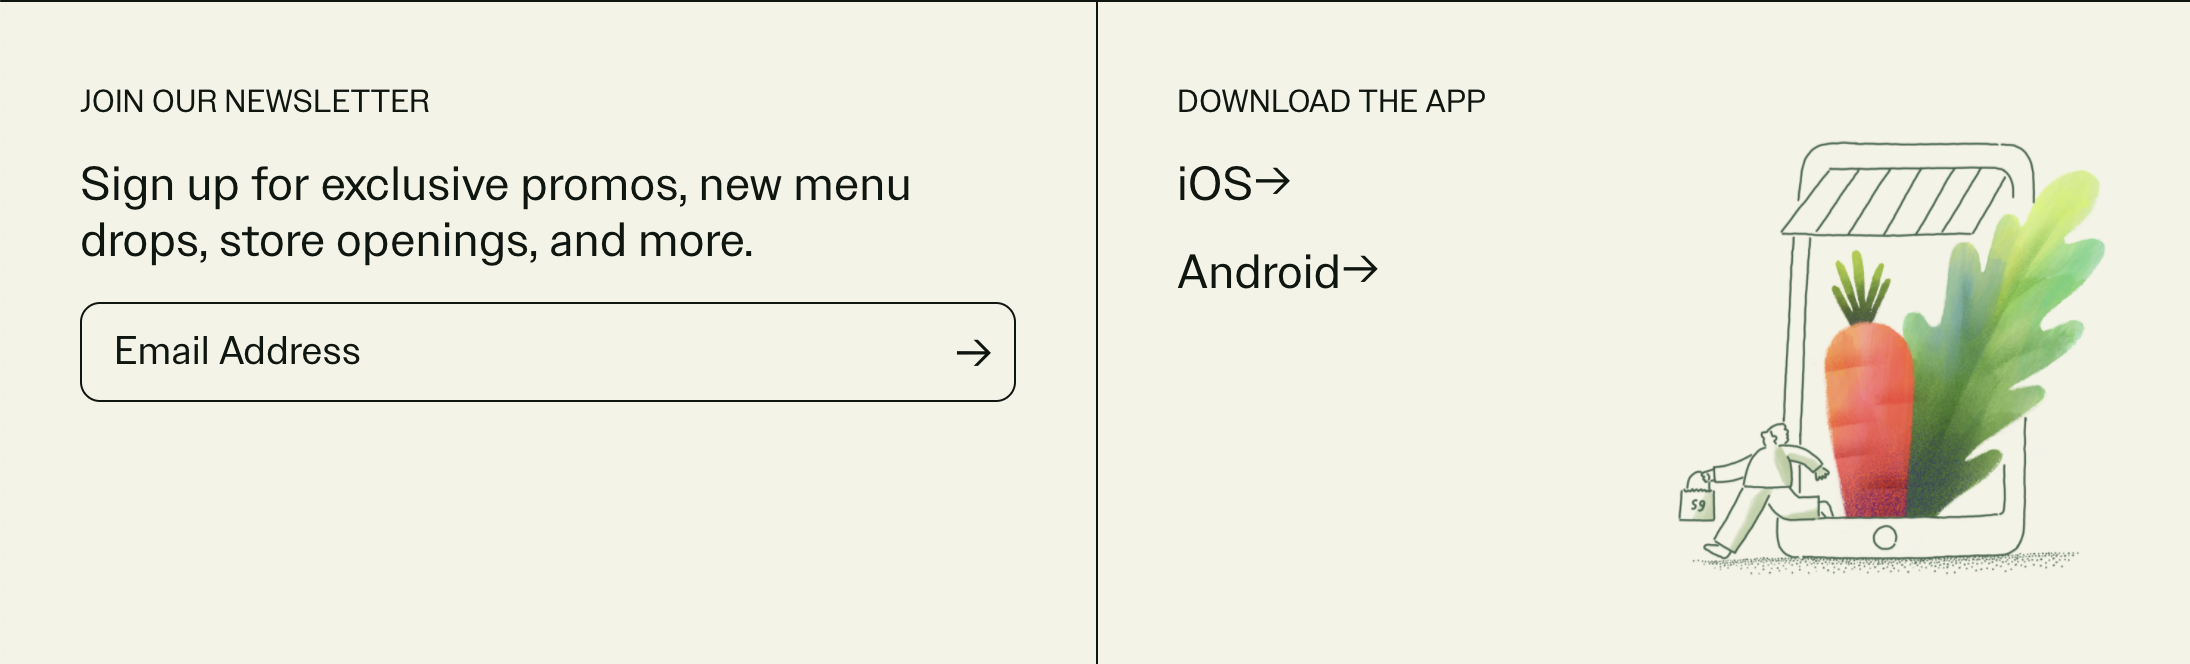 JOIN OUR NEWSLETTER
Sign up for exclusive promos, new menu
drops, store openings, and more.
Email Address →
DOWNLOAD THE APP
iOS→
Android→
sg